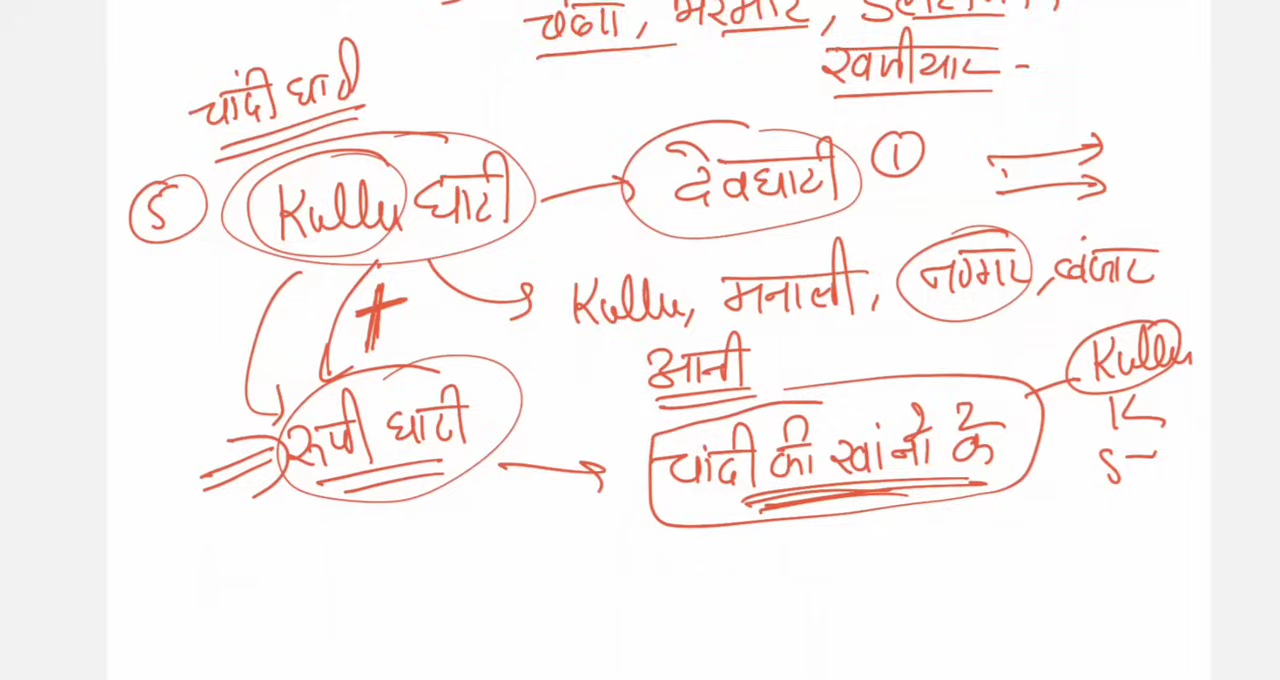 चंबा, भरमौर,
खजीयार -
चांदी घाटी
5 Kullu घाटी देवघाटी 1
Kullu, मनाली, नग्गर, बंजार
आनी Kullu
रूपी घाटी चांदी की खानों के